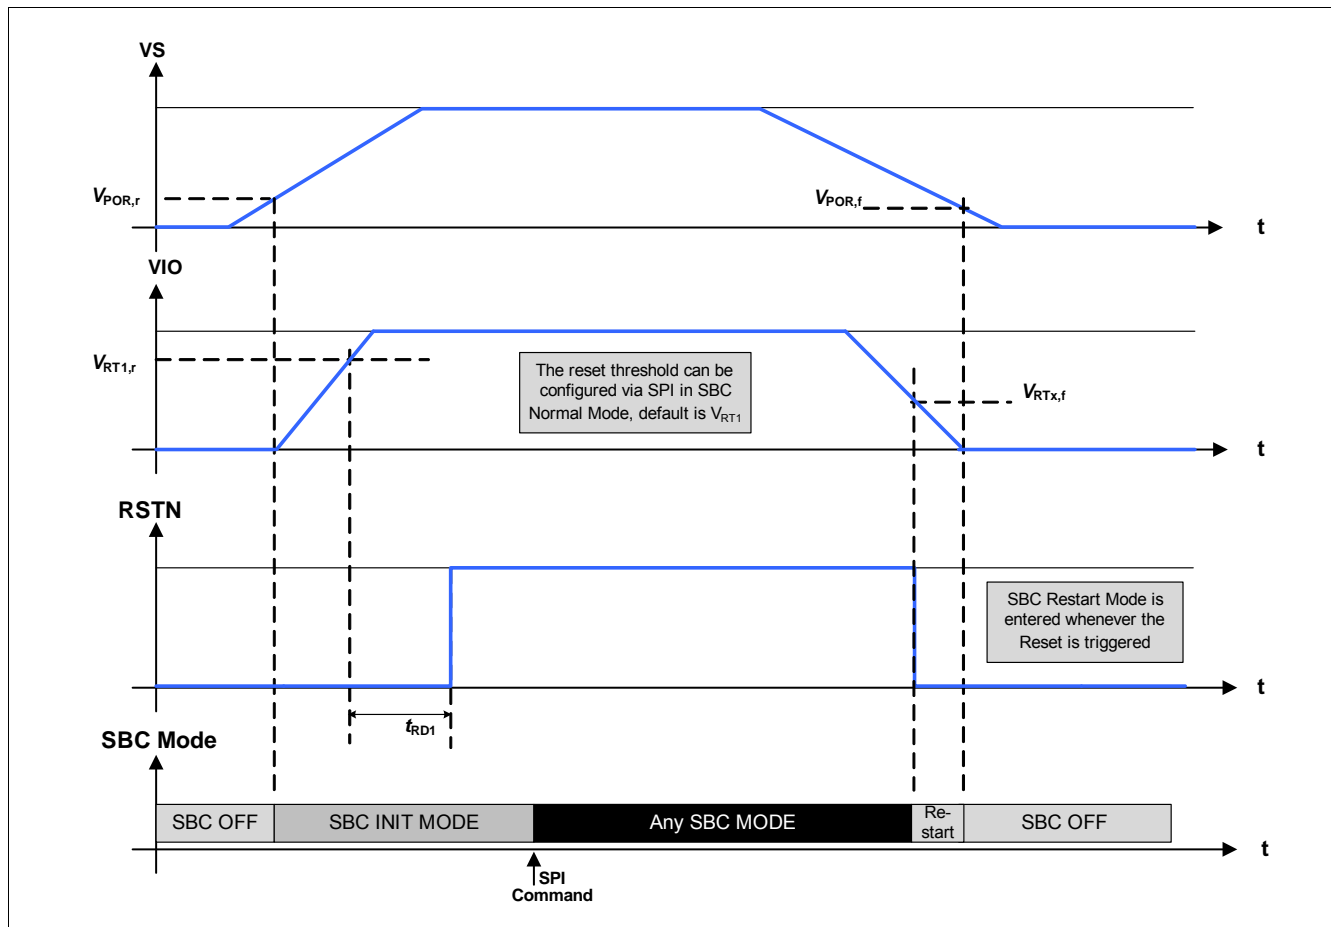 VS
VPOR,r
VPOR,f
t
VIO
VRT1,r
The reset threshold can be
configured via SPI in SBC
Normal Mode, default is VRT1
VRTx,f
t
RSTN
SBC Restart Mode is
entered whenever the
Reset is triggered
t
tRD1
SBC Mode
SBC OFF
SBC INIT MODE
Any SBC MODE
Re-
start
SBC OFF
t
SPI
Command